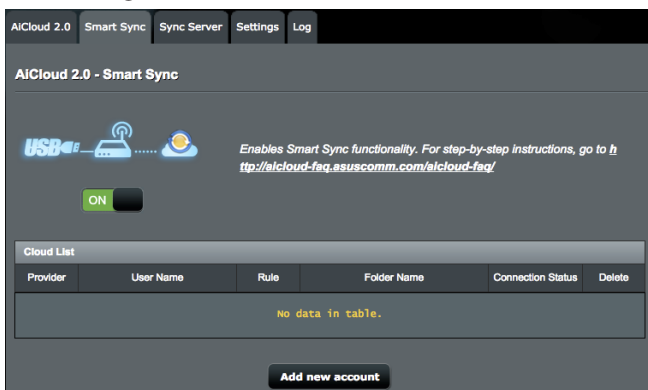 AiCloud 2.0 Smart Sync Sync Server Settings Log
AiCloud 2.0 - Smart Sync
USB
Enables Smart Sync functionality. For step-by-step instructions, go to h
ttp://aicloud-faq.asuscomm.com/aicloud-faq/
ON
Cloud List
Provider User Name Rule Folder Name Connection Status Delete
No data in table.
Add new account